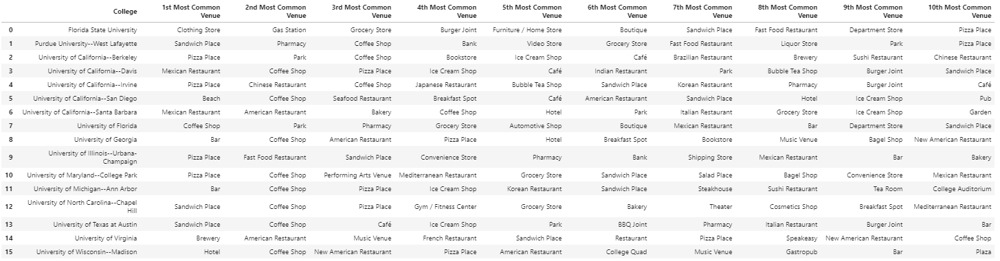 College 1st Most Common Venue 2nd Most Common Venue 3rd Most Common Venue 4th Most Common Venue 5th Most Common Venue 6th Most Common Venue 7th Most Common Venue 8th Most Common Venue 9th Most Common Venue 10th Most Common Venue
0 Florida State University Clothing Store Gas Station Grocery Store Burger Joint Furniture / Home Store Boutique Sandwich Place Fast Food Restaurant Department Store Pizza Place
1 Purdue University--West Lafayette Sandwich Place Pharmacy Coffee Shop Bank Video Store Grocery Store Fast Food Restaurant Liquor Store Park Pizza Place
2 University of California--Berkeley Pizza Place Park Coffee Shop Bookstore Ice Cream Shop Café Brazilian Restaurant Brewery Sushi Restaurant Chinese Restaurant
3 University of California--Davis Mexican Restaurant Coffee Shop Pizza Place Ice Cream Shop Café Indian Restaurant Park Bubble Tea Shop Burger Joint Sandwich Place
4 University of California--Irvine Pizza Place Chinese Restaurant Coffee Shop Japanese Restaurant Bubble Tea Shop Sandwich Place Korean Restaurant Pharmacy Burger Joint Café
5 University of California--San Diego Beach Coffee Shop Seafood Restaurant Breakfast Spot Café American Restaurant Sandwich Place Hotel Ice Cream Shop Pub
6 University of California--Santa Barbara Mexican Restaurant American Restaurant Bakery Coffee Shop Hotel Park Italian Restaurant Grocery Store Ice Cream Shop Garden
7 University of Florida Coffee Shop Park Pharmacy Grocery Store Automotive Shop Boutique Mexican Restaurant Bar Department Store Sandwich Place
8 University of Georgia Bar Coffee Shop American Restaurant Pizza Place Hotel Breakfast Spot Bookstore Music Venue Bagel Shop New American Restaurant
9 University of Illinois--Urbana-Champaign Pizza Place Fast Food Restaurant Sandwich Place Convenience Store Pharmacy Bank Shipping Store Mexican Restaurant Bar Bakery
10 University of Maryland--College Park Pizza Place Coffee Shop Performing Arts Venue Mediterranean Restaurant Grocery Store Sandwich Place Salad Place Bagel Shop Convenience Store Mexican Restaurant
11 University of Michigan--Ann Arbor Bar Coffee Shop Pizza Place Ice Cream Shop Korean Restaurant Sandwich Place Steakhouse Sushi Restaurant Tea Room College Auditorium
12 University of North Carolina--Chapel Hill Sandwich Place Coffee Shop Pizza Place Gym / Fitness Center Grocery Store Bakery Theater Cosmetics Shop Breakfast Spot Mediterranean Restaurant
13 University of Texas at Austin Sandwich Place Coffee Shop Café Ice Cream Shop Park BBQ Joint Pharmacy Italian Restaurant Burger Joint Bar
14 University of Virginia Brewery American Restaurant Music Venue French Restaurant Sandwich Place Restaurant Pizza Place Speakeasy New American Restaurant Coffee Shop
15 University of Wisconsin--Madison Hotel Coffee Shop New American Restaurant Pizza Place American Restaurant College Quad Music Venue Gastropub Bar Plaza